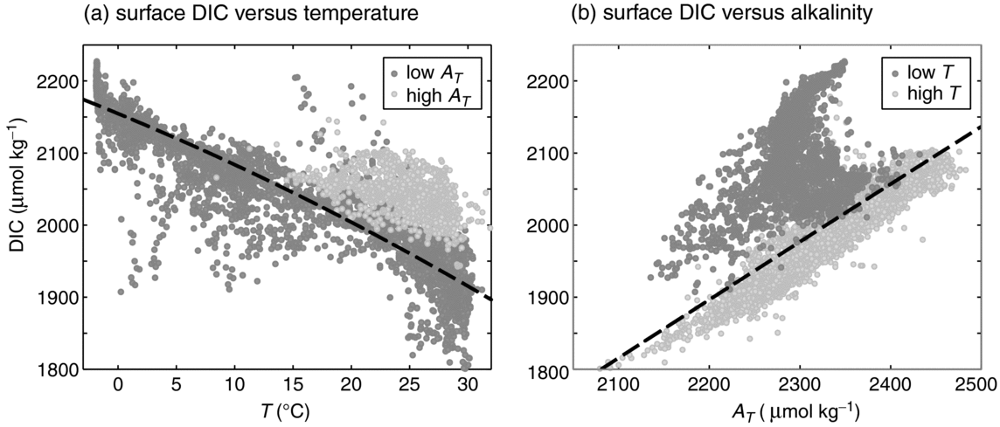 (a) surface DIC versus temperature
2200
2100
2000
1900
1800
DIC (μmol kg⁻¹)
low A_T
high A_T
0 5 10 15 20 25 30
T (°C)
(b) surface DIC versus alkalinity
2200
2100
2000
1900
1800
low T
high T
2100 2200 2300 2400 2500
A_T ( μmol kg⁻¹)